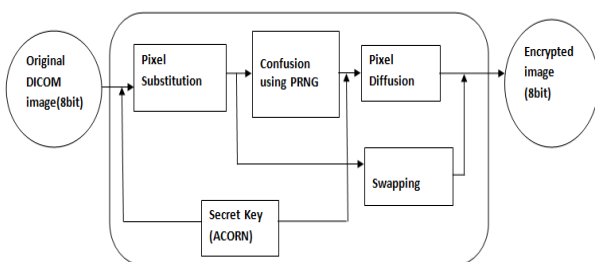 Original
DICOM
image(8bit)
Pixel
Substitution
Confusion
using PRNG
Pixel
Diffusion
Encrypted
image
(8bit)
Swapping
Secret Key
(ACORN)